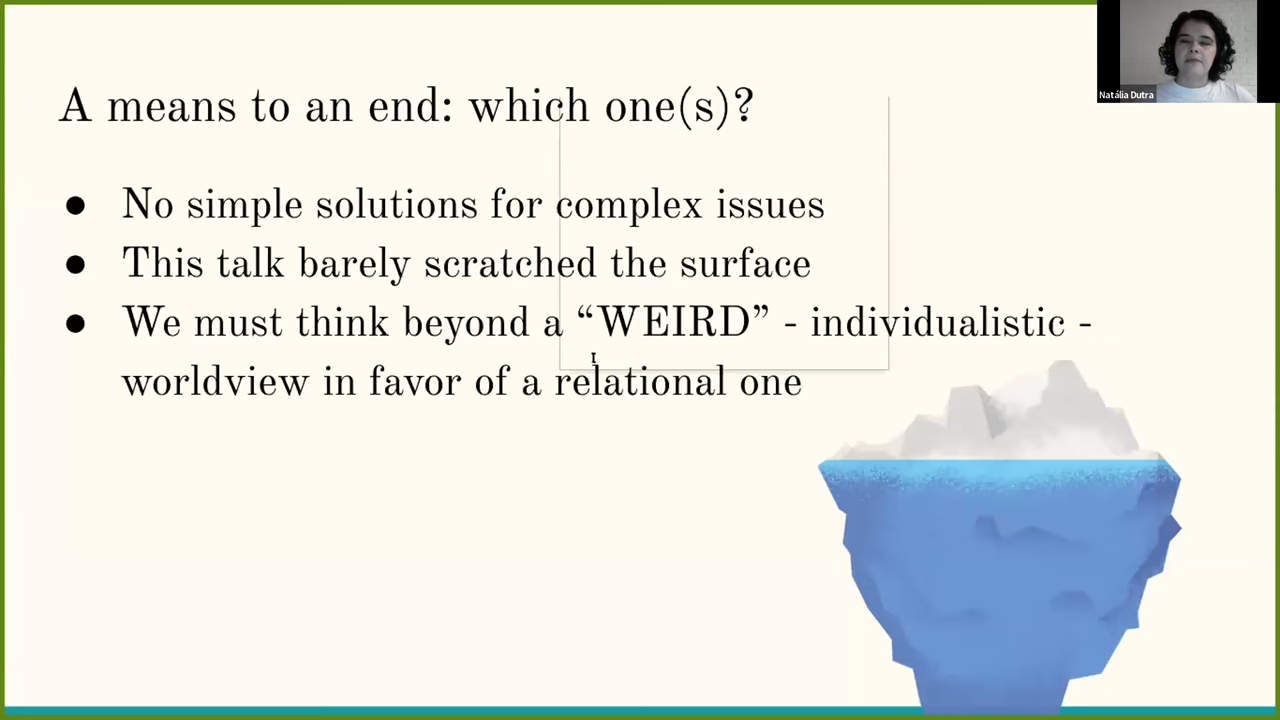 A means to an end: which one(s)?
● No simple solutions for complex issues
● This talk barely scratched the surface
● We must think beyond a “WEIRD” - individualistic -
worldview in favor of a relational one
Natália Dutra